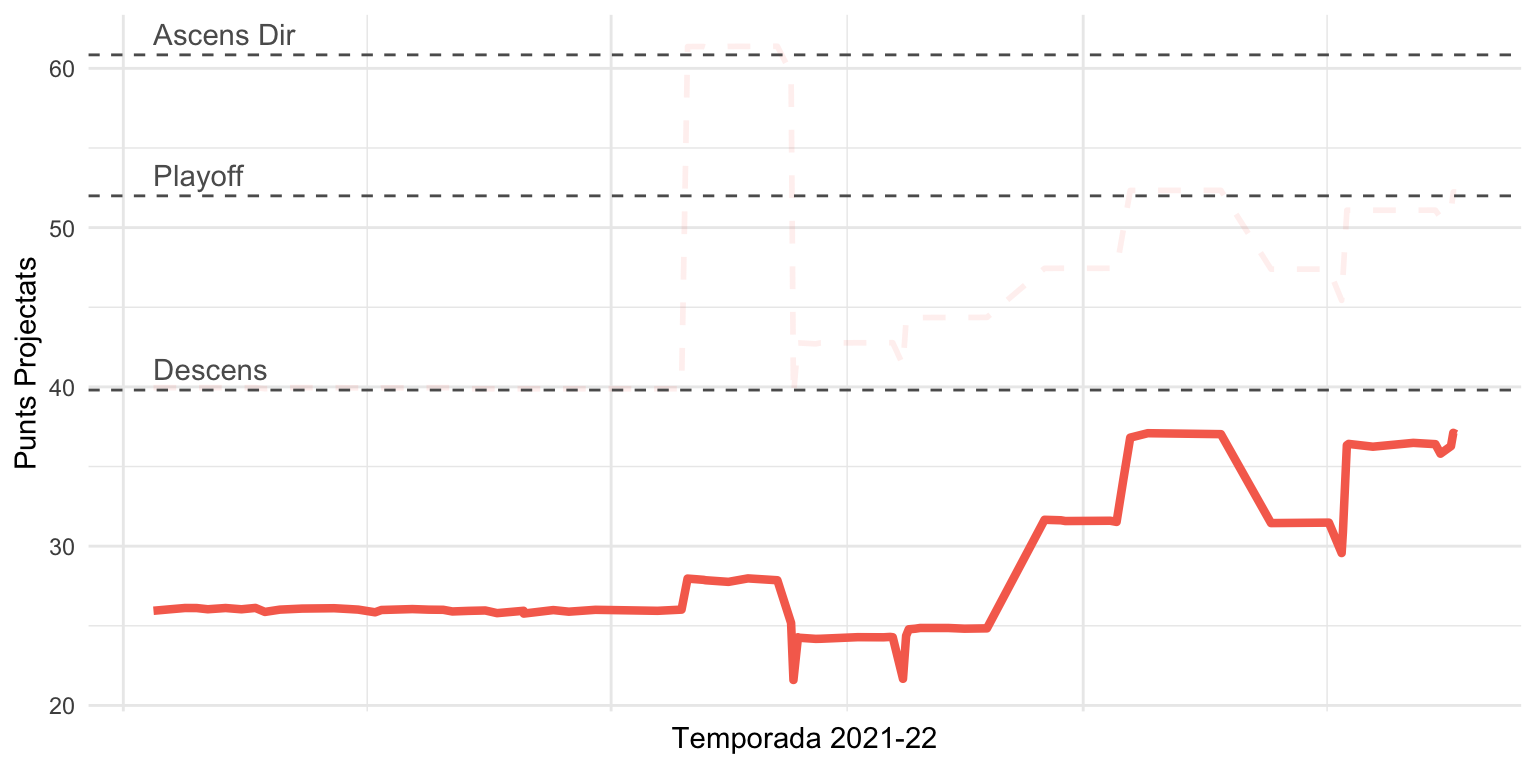 Ascens Dir
60
Playoff
50
Descens
40
30
20
Punts Projectats
Temporada 2021-22